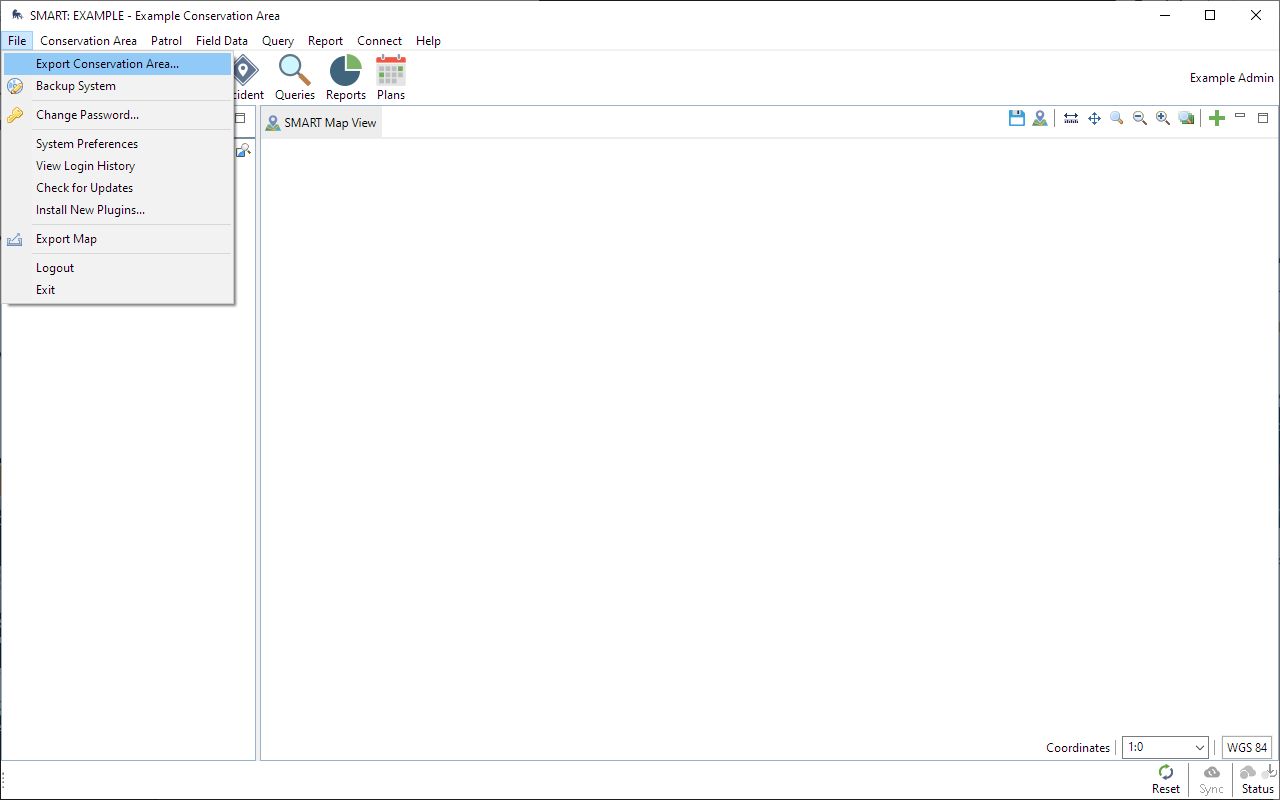 SMART: EXAMPLE - Example Conservation Area
File Conservation Area Patrol Field Data Query Report Connect Help
Export Conservation Area...
Backup System
Change Password...
System Preferences
View Login History
Check for Updates
Install New Plugins...
Export Map
Logout
Exit
cident Queries Reports Plans
Example Admin
SMART Map View
Coordinates 1:0 WGS 84
Reset Sync Status